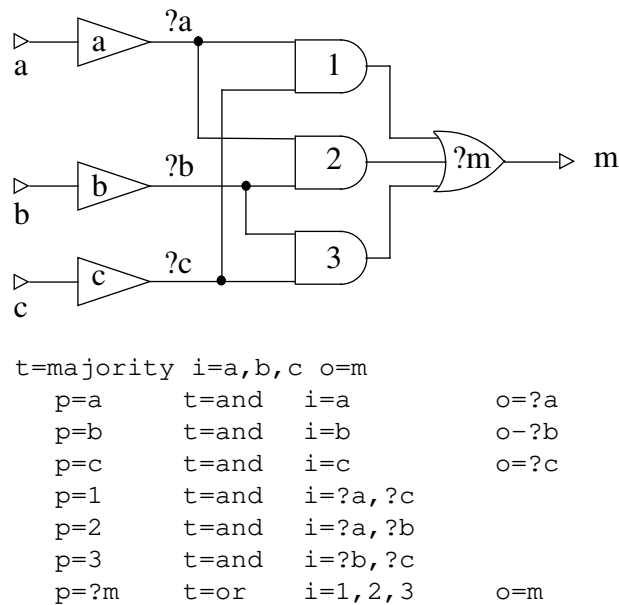 ?a
a
1
a
?b
2
?m
m
b
b
?c
3
c
c
t=majority i=a,b,c o=m
p=a t=and i=a o=?a
p=b t=and i=b o-?b
p=c t=and i=c o=?c
p=1 t=and i=?a,?c
p=2 t=and i=?a,?b
p=3 t=and i=?b,?c
p=?m t=or i=1,2,3 o=m